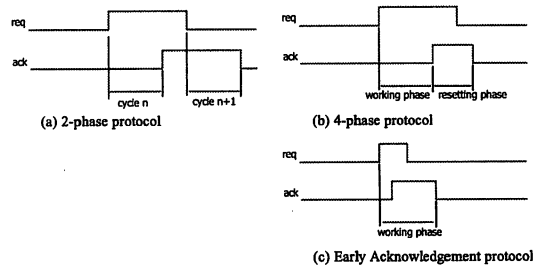 req
ack
cycle n
cycle n+1
(a) 2-phase protocol
req
ack
working phase
resetting phase
(b) 4-phase protocol
req
ack
working phase
(c) Early Acknowledgement protocol